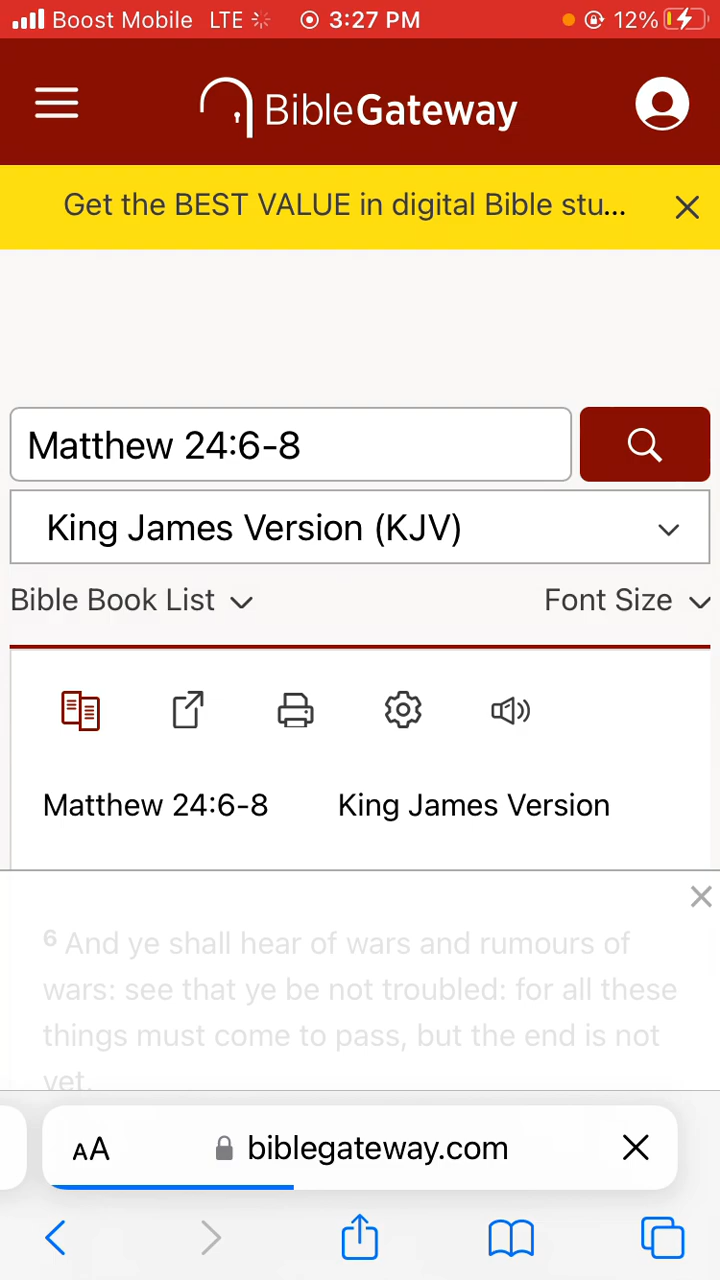 Boost Mobile LTE 3:27 PM 12%
BibleGateway
Get the BEST VALUE in digital Bible stu...
Matthew 24:6-8
King James Version (KJV)
Bible Book List Font Size
Matthew 24:6-8 King James Version
6 And ye shall hear of wars and rumours of
wars: see that ye be not troubled: for all these
things must come to pass, but the end is not
yet.
AA biblegateway.com